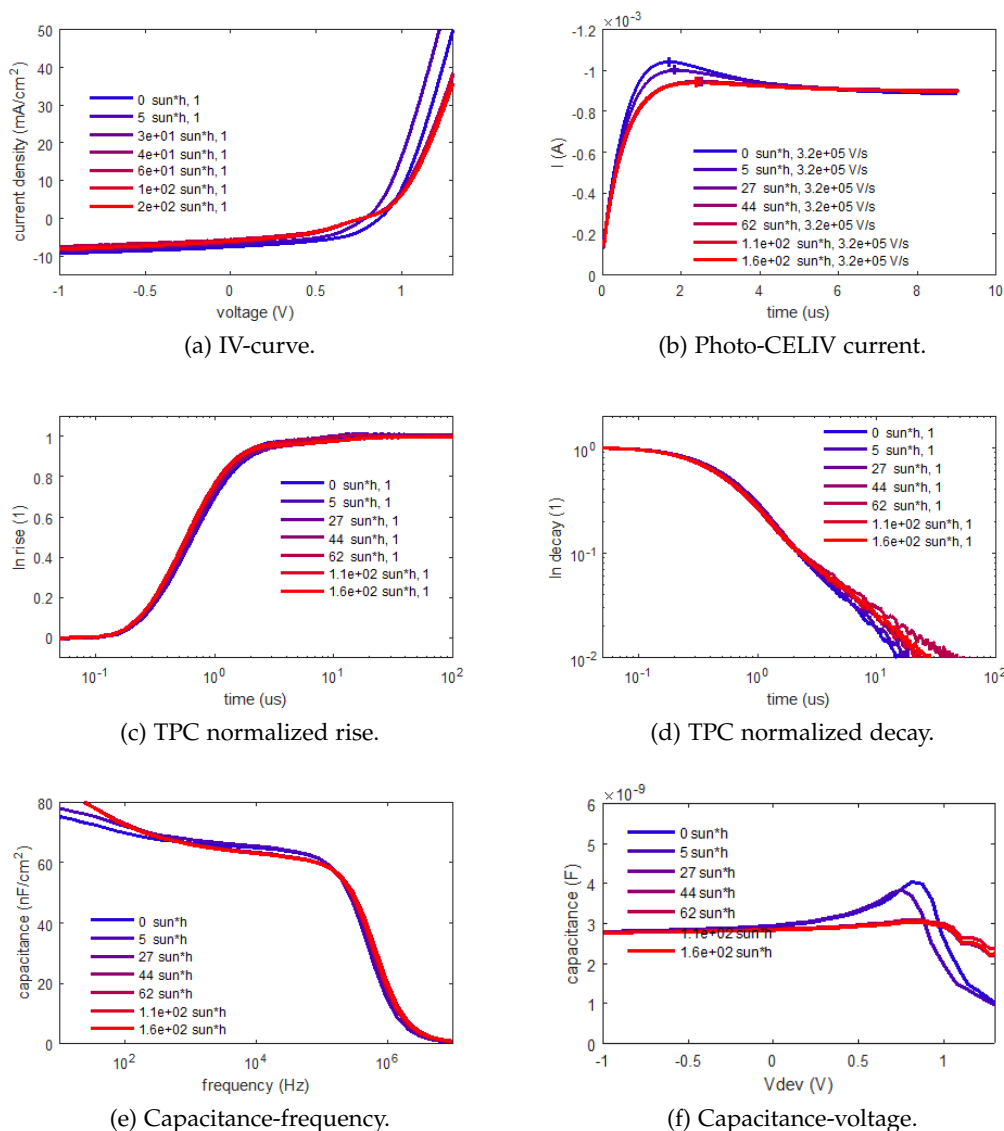 50
40
30
20
10
0
-10
-1
-0.5
0
0.5
1
current density (mA/cm²)
voltage (V)
0 sun*h, 1
5 sun*h, 1
3e+01 sun*h, 1
4e+01 sun*h, 1
6e+01 sun*h, 1
1e+02 sun*h, 1
2e+02 sun*h, 1
(a) IV-curve.
×10⁻³
-1.2
-1
-0.8
-0.6
-0.4
-0.2
0
0
2
4
6
8
10
I (A)
time (us)
0 sun*h, 3.2e+05 V/s
5 sun*h, 3.2e+05 V/s
27 sun*h, 3.2e+05 V/s
44 sun*h, 3.2e+05 V/s
62 sun*h, 3.2e+05 V/s
1.1e+02 sun*h, 3.2e+05 V/s
1.6e+02 sun*h, 3.2e+05 V/s
(b) Photo-CELIV current.
1
0.8
0.6
0.4
0.2
0
10⁻¹
10⁰
10¹
10²
In rise (1)
time (us)
0 sun*h, 1
5 sun*h, 1
27 sun*h, 1
44 sun*h, 1
62 sun*h, 1
1.1e+02 sun*h, 1
1.6e+02 sun*h, 1
(c) TPC normalized rise.
10⁰
10⁻¹
10⁻²
10⁻¹
10⁰
10¹
10²
In decay (1)
time (us)
0 sun*h, 1
5 sun*h, 1
27 sun*h, 1
44 sun*h, 1
62 sun*h, 1
1.1e+02 sun*h, 1
1.6e+02 sun*h, 1
(d) TPC normalized decay.
80
60
40
20
0
10²
10⁴
10⁶
capacitance (nF/cm²)
frequency (Hz)
0 sun*h
5 sun*h
27 sun*h
44 sun*h
62 sun*h
1.1e+02 sun*h
1.6e+02 sun*h
(e) Capacitance-frequency.
×10⁻⁹
6
5
4
3
2
1
0
-1
-0.5
0
0.5
1
capacitance (F)
Vdev (V)
0 sun*h
5 sun*h
27 sun*h
44 sun*h
62 sun*h
1.1e+02 sun*h
1.6e+02 sun*h
(f) Capacitance-voltage.